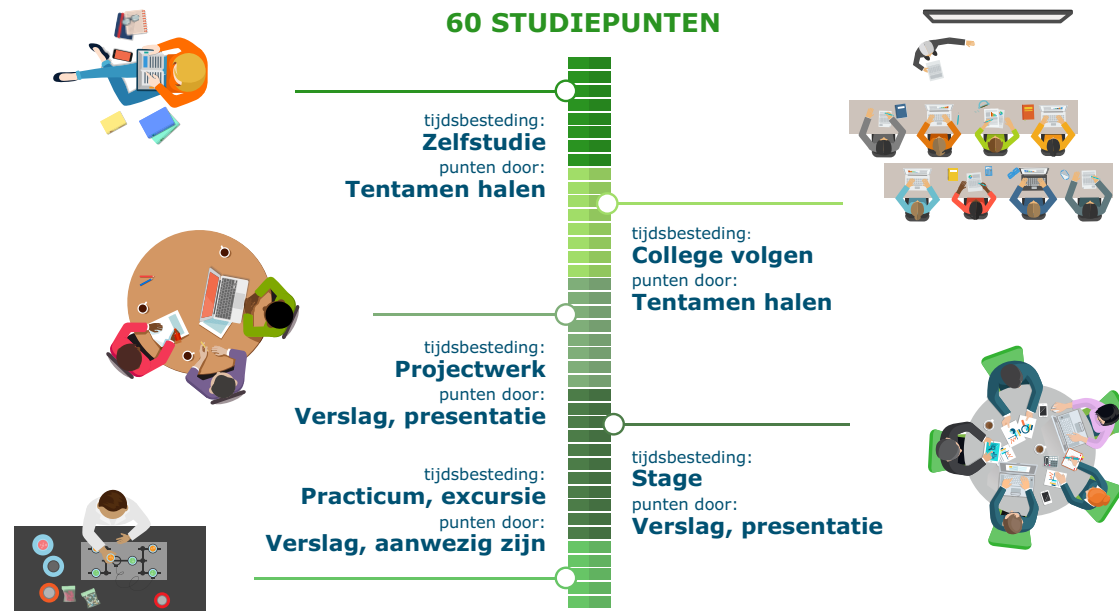 60 STUDIEPUNTEN
tijdsbesteding:
Zelfstudie
punten door:
Tentamen halen
tijdsbesteding:
College volgen
punten door:
Tentamen halen
tijdsbesteding:
Projectwerk
punten door:
Verslag, presentatie
tijdsbesteding:
Stage
punten door:
Verslag, presentatie
tijdsbesteding:
Practicum, excursie
punten door:
Verslag, aanwezig zijn